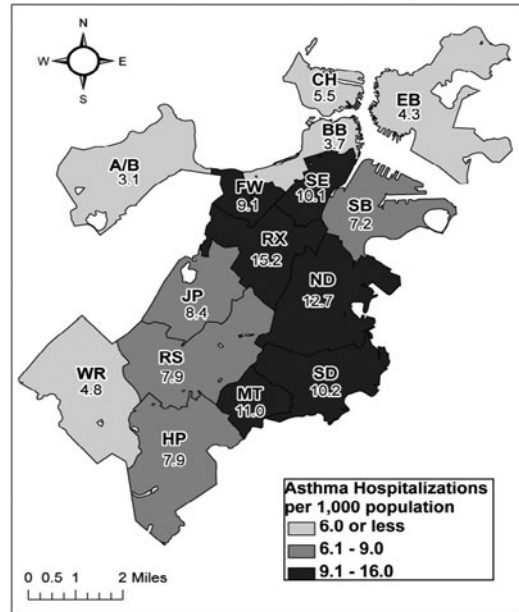 N
W E
S
CH
5.5
EB
4.3
BB
3.7
A/B
3.1
FW
9.1
SE
10.1
SB
7.2
RX
15.2
ND
12.7
JP
8.4
RS
7.9
WR
4.8
MT
11.0
SD
10.2
HP
7.9
Asthma Hospitalizations
per 1,000 population
6.0 or less
6.1 - 9.0
9.1 - 16.0
0 0.5 1 2 Miles